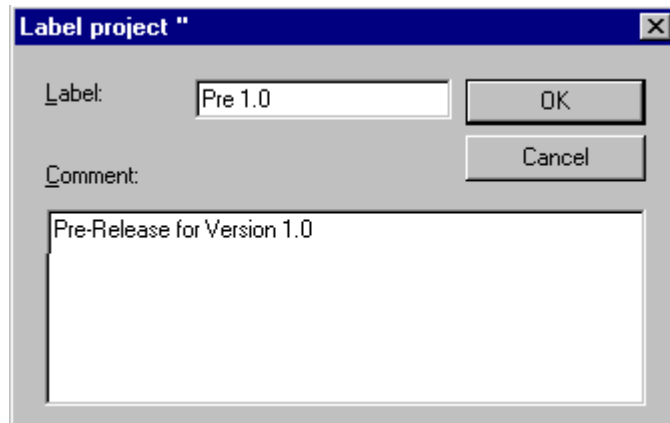 Label project "
Label:
Pre 1.0
OK
Cancel
Comment:
Pre-Release for Version 1.0